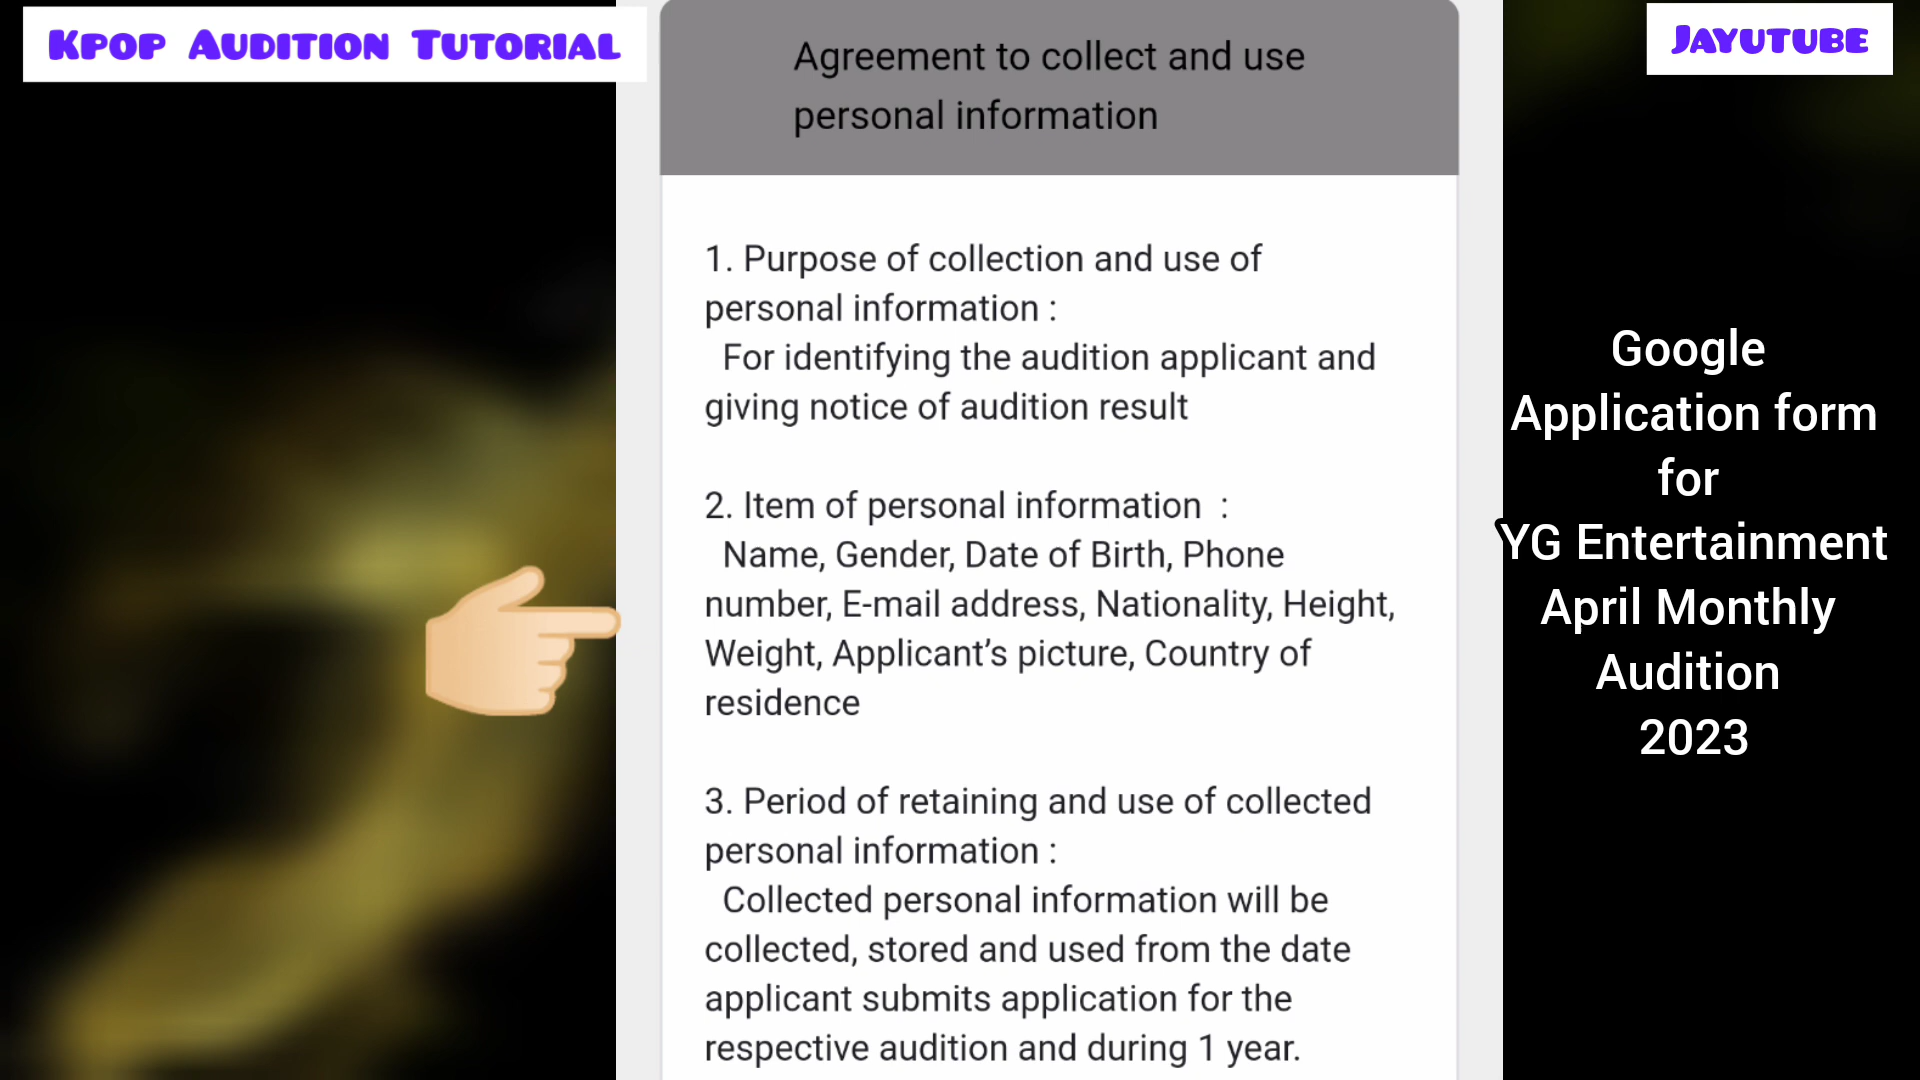 Kpop Audition Tutorial
Jayutube
Agreement to collect and use
personal information
1. Purpose of collection and use of
personal information :
For identifying the audition applicant and
giving notice of audition result
2. Item of personal information :
Name, Gender, Date of Birth, Phone
number, E-mail address, Nationality, Height,
Weight, Applicant’s picture, Country of
residence
3. Period of retaining and use of collected
personal information :
Collected personal information will be
collected, stored and used from the date
applicant submits application for the
respective audition and during 1 year.
Google
Application form
for
YG Entertainment
April Monthly
Audition
2023